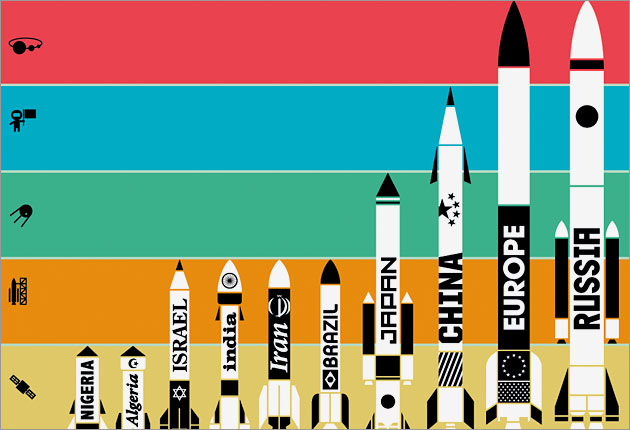 NIGERIA
Algeria
ISRAEL
india
Iran
BRAZIL
JAPAN
CHINA
EUROPE
RUSSIA